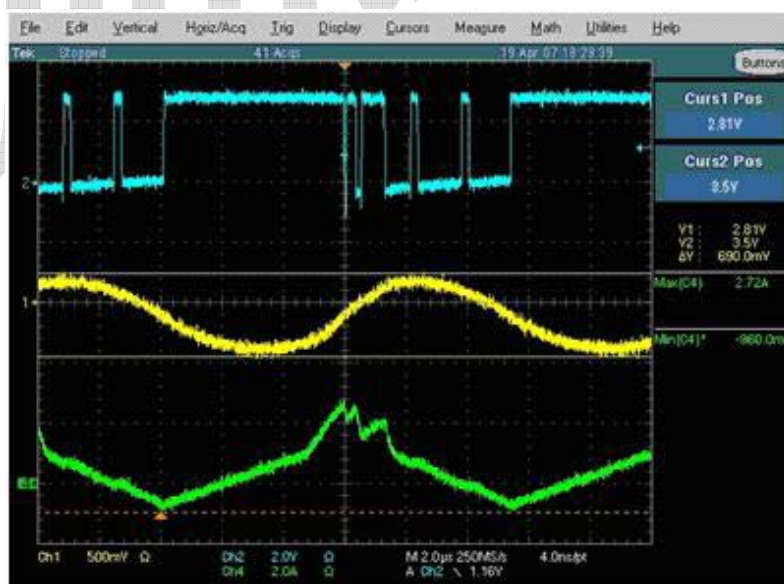 File Edit Vertical Horiz/Acq Trig Display Cursors Measure Math Utilities Help
Tek Stopped 41 Acqs 19 Apr 07 18:29:39
Buttons
Curs1 Pos
2.81V
Curs2 Pos
3.5V
V1: 2.81V
V2: 3.5V
ΔV: 690.0mV
Max(C4) 2.72A
Min(C4)* -960.0m
2
1
Ch1 500mV Ω Ch2 2.0V Ω M 2.0µs 250MS/s 4.0ns/pt
Ch4 2.0A Ω A Ch2 \ 1.16V